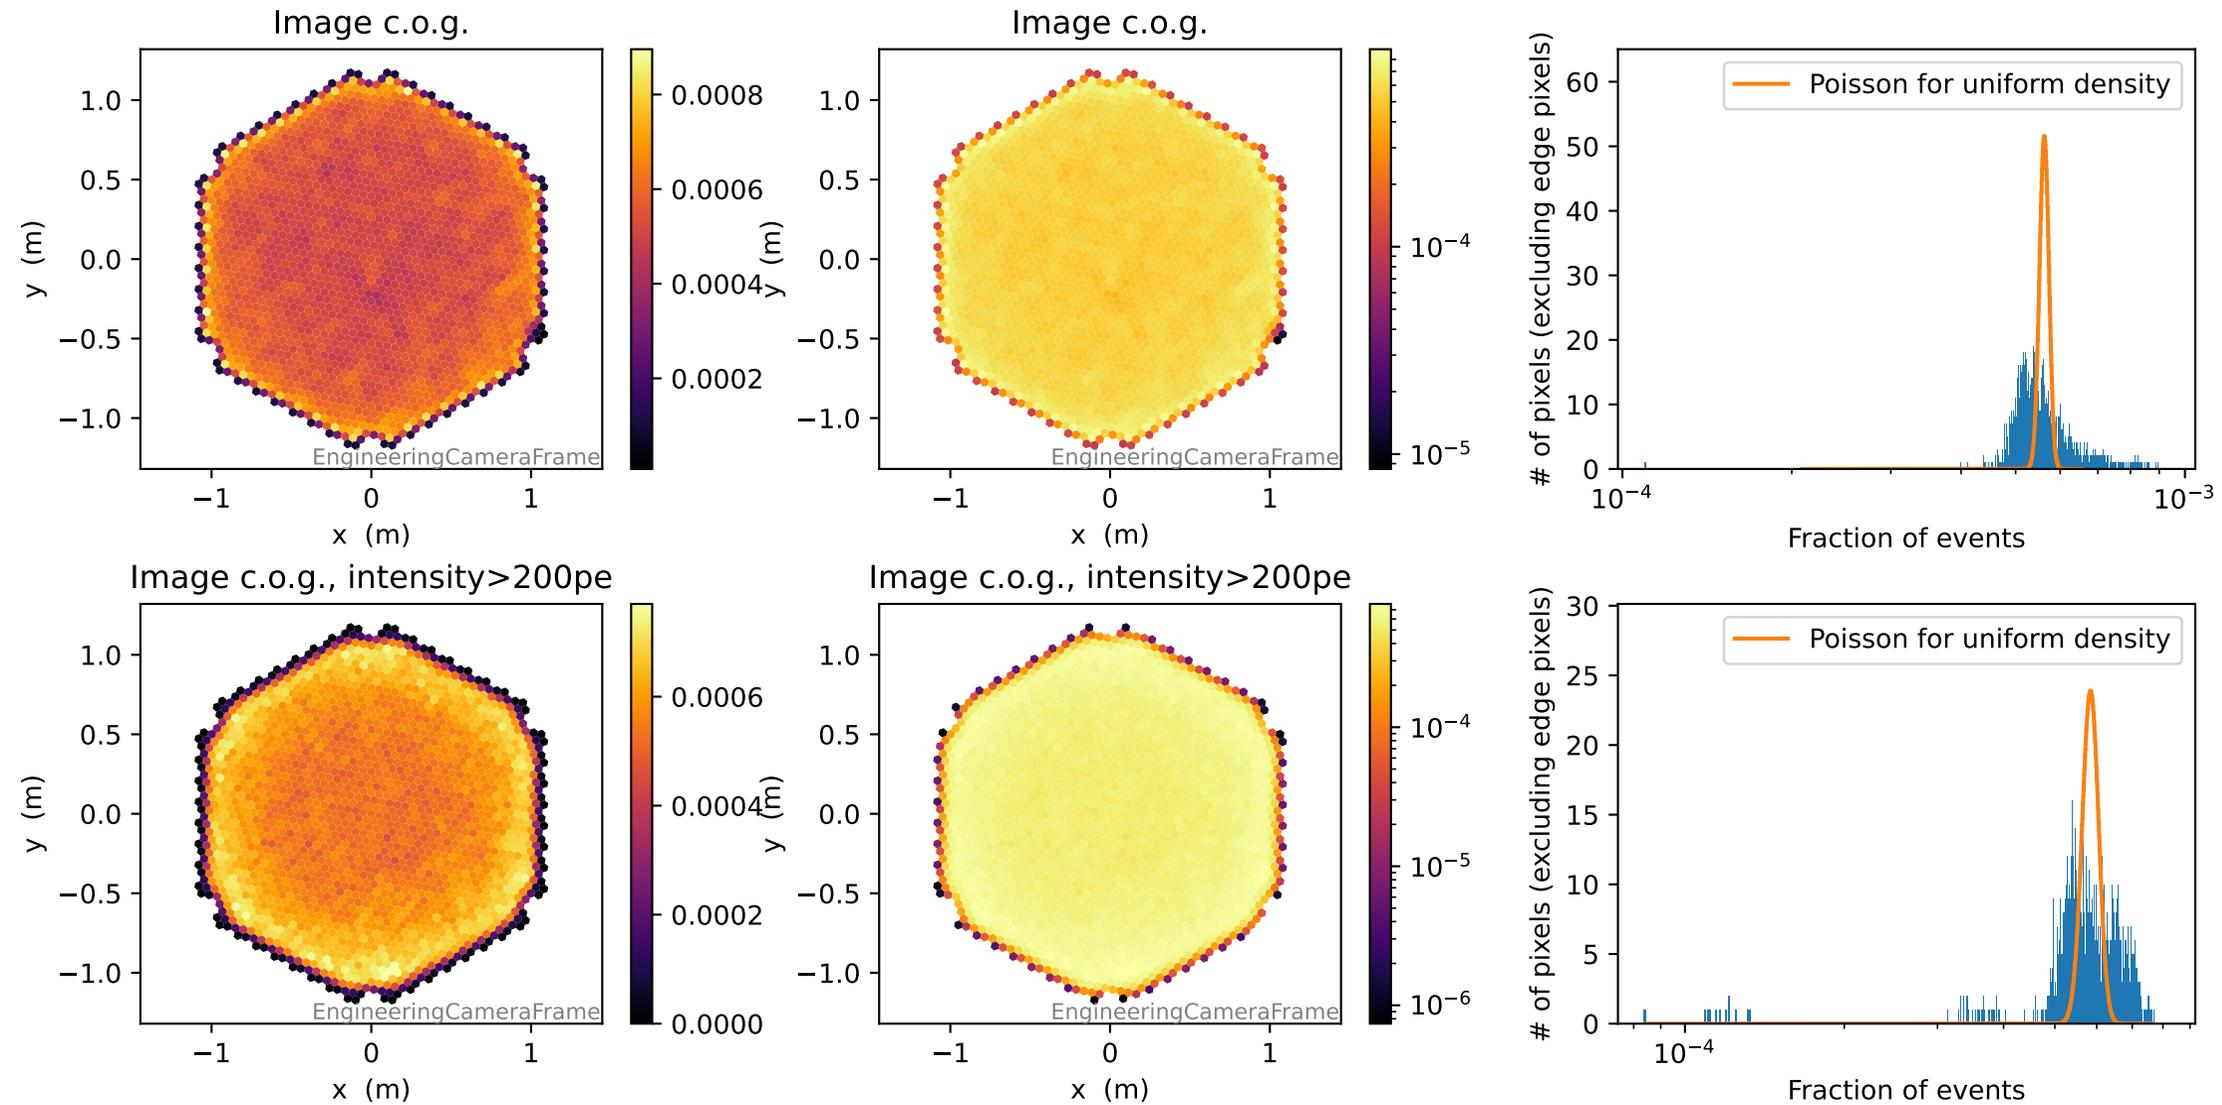 Image c.o.g.
1.0
0.5
0.0
−0.5
−1.0
y (m)
−1 0 1
x (m)
EngineeringCameraFrame
0.0008
0.0006
0.0004
0.0002
Image c.o.g.
1.0
0.5
0.0
−0.5
−1.0
y (m)
−1 0 1
x (m)
EngineeringCameraFrame
10⁻⁴
10⁻⁵
Poisson for uniform density
60
50
40
30
20
10
0
# of pixels (excluding edge pixels)
10⁻⁴ 10⁻³
Fraction of events
Image c.o.g., intensity>200pe
1.0
0.5
0.0
−0.5
−1.0
y (m)
−1 0 1
x (m)
EngineeringCameraFrame
0.0006
0.0004
0.0002
0.0000
Image c.o.g., intensity>200pe
1.0
0.5
0.0
−0.5
−1.0
y (m)
−1 0 1
x (m)
EngineeringCameraFrame
10⁻⁴
10⁻⁵
10⁻⁶
Poisson for uniform density
30
25
20
15
10
5
0
# of pixels (excluding edge pixels)
10⁻⁴
Fraction of events